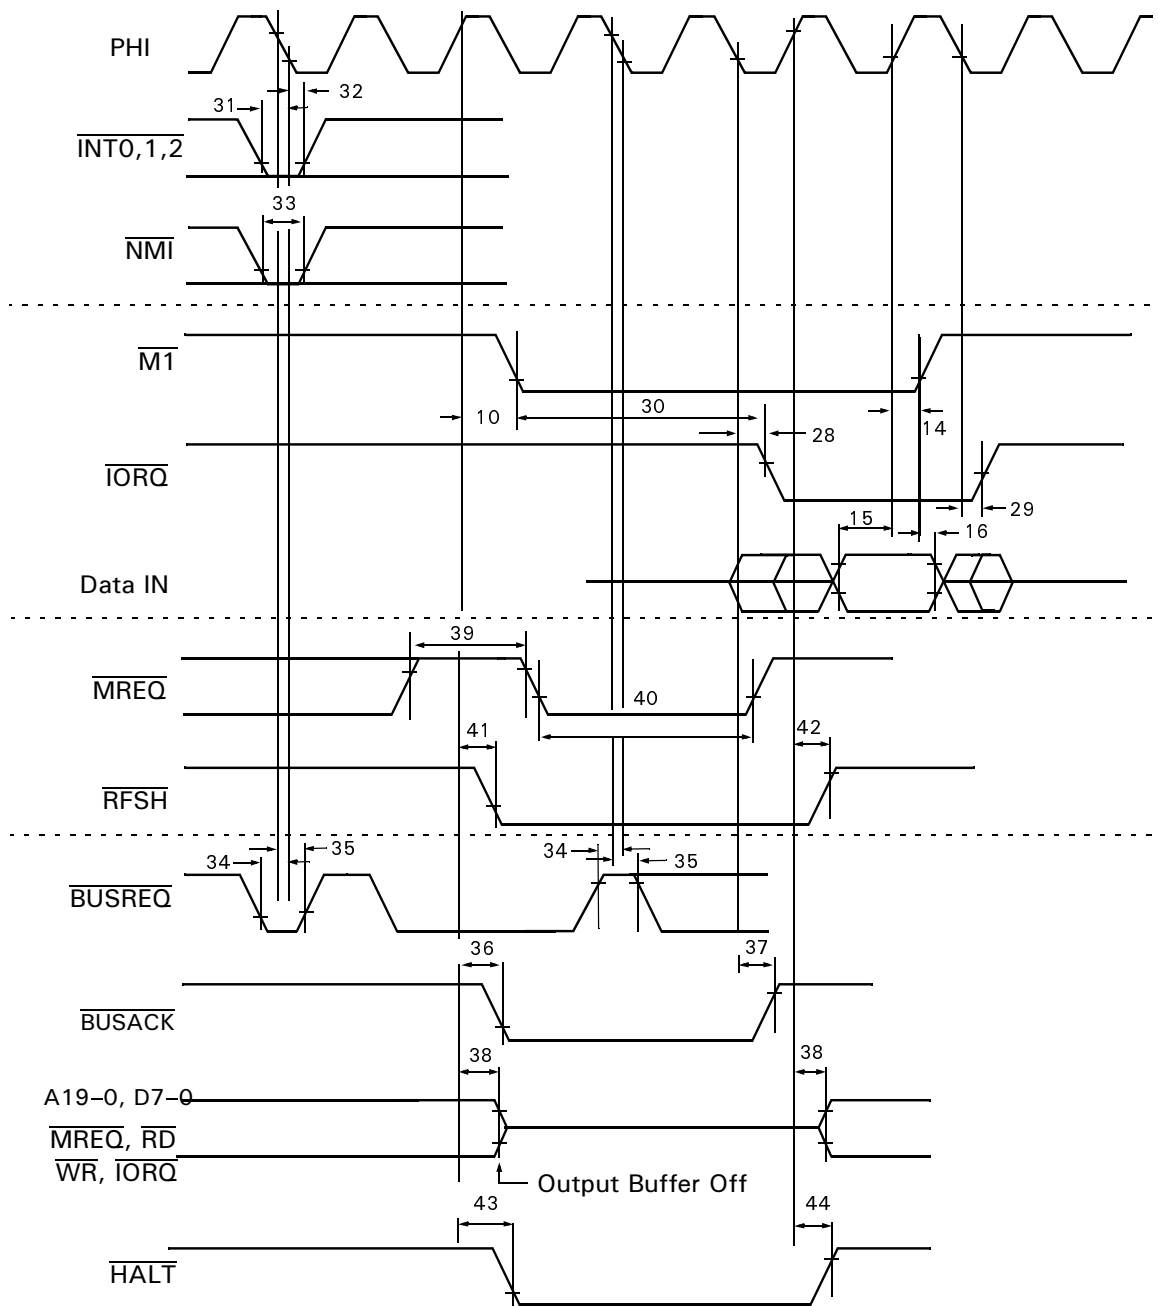 PHI
31
32
INT0,1,2
33
NMI
M1
10
30
28
14
IORQ
29
15
16
Data IN
39
MREQ
40
41
42
RFSH
34
35
34
35
BUSREQ
36
37
BUSACK
38
38
A19–0, D7–0
MREQ, RD
WR, IORQ
Output Buffer Off
43
44
HALT